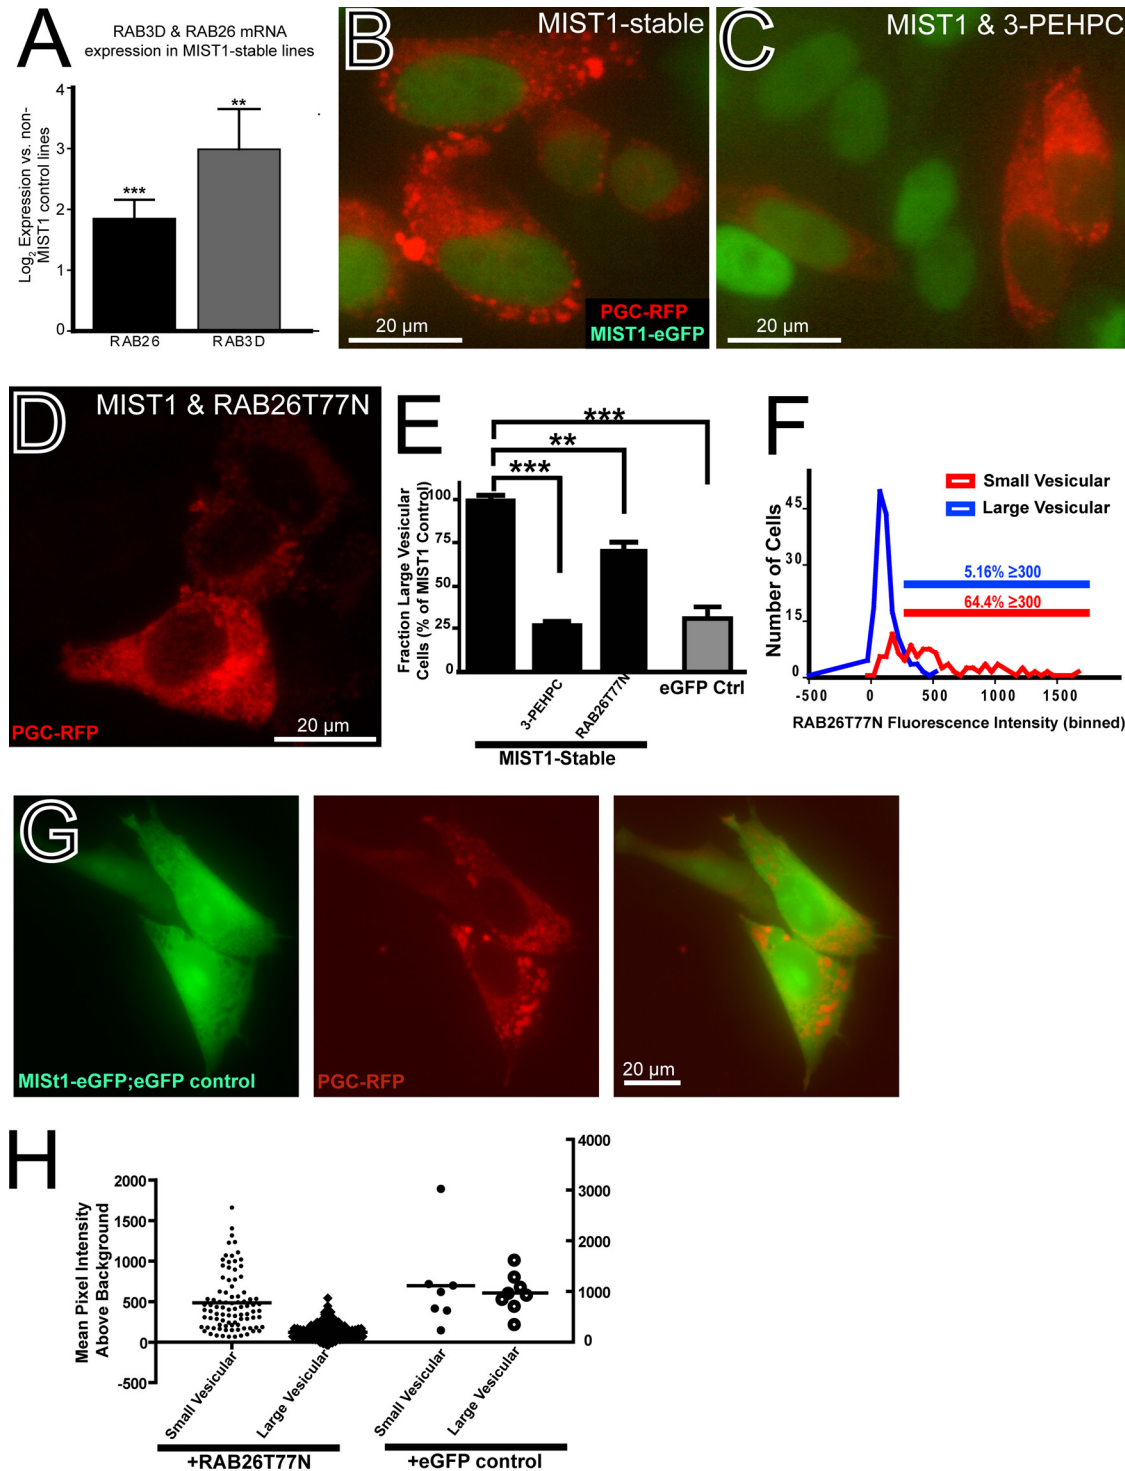 A
RAB3D & RAB26 mRNA
expression in MIST1-stable lines
Log2 Expression vs. non-
MIST1 control lines
4
3
2
1
0
***
**
RAB26
RAB3D
B
MIST1-stable
20 µm
PGC-RFP
MIST1-eGFP
C
MIST1 & 3-PEHPC
20 µm
D
MIST1 & RAB26T77N
PGC-RFP
20 µm
E
Fraction Large Vesicular
Cells (% of MIST1 Control)
100
75
50
25
0
***
**
***
3-PEHPC
RAB26T77N
eGFP Ctrl
MIST1-Stable
F
Number of Cells
45
30
15
0
Small Vesicular
Large Vesicular
5.16% ≥300
64.4% ≥300
-500
0
500
1000
1500
RAB26T77N Fluorescence Intensity (binned)
G
MISt1-eGFP;eGFP control
PGC-RFP
20 µm
H
Mean Pixel Intensity
Above Background
2000
1500
1000
500
0
-500
4000
3000
2000
1000
0
Small Vesicular
Large Vesicular
Small Vesicular
Large Vesicular
+RAB26T77N
+eGFP control